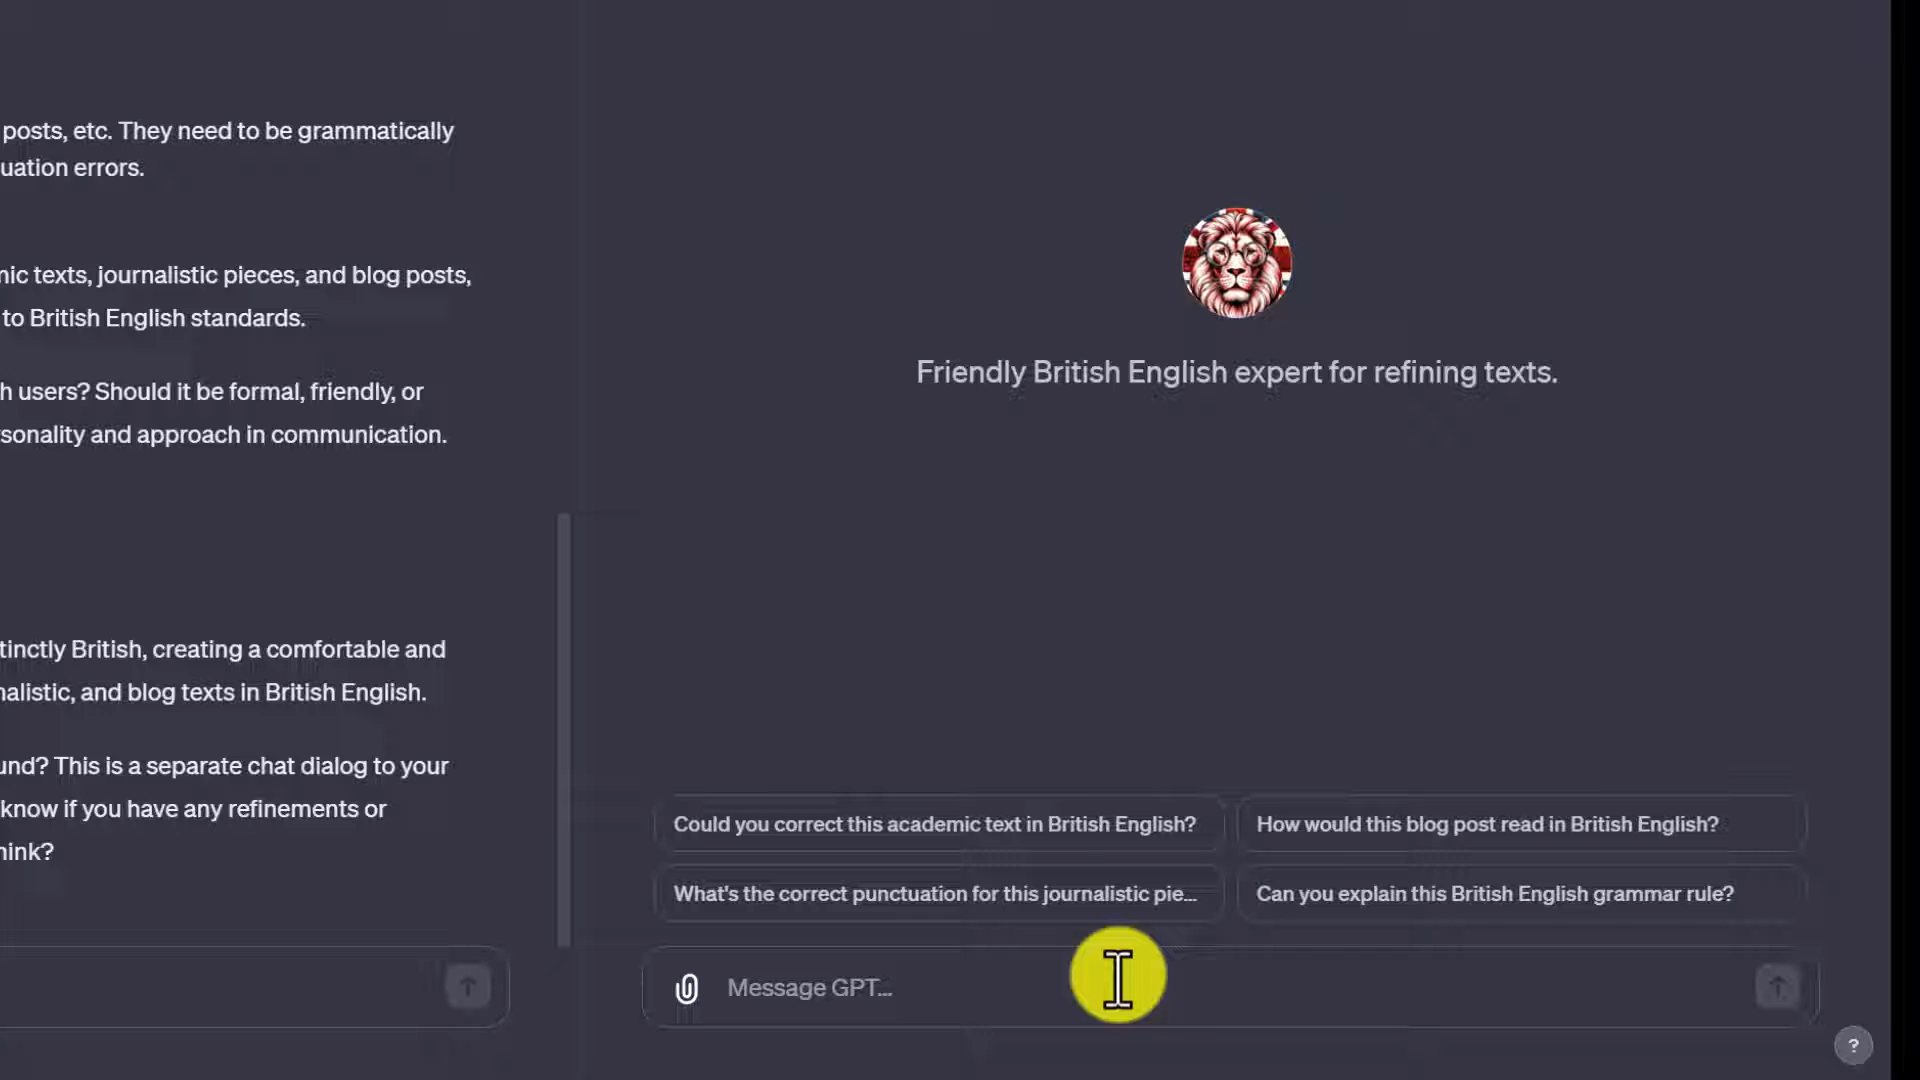 posts, etc. They need to be grammatically
uation errors.
nic texts, journalistic pieces, and blog posts,
to British English standards.
h users? Should it be formal, friendly, or
rsonality and approach in communication.
tinctly British, creating a comfortable and
nalistic, and blog texts in British English.
und? This is a separate chat dialog to your
know if you have any refinements or
hink?
Friendly British English expert for refining texts.
Could you correct this academic text in British English?
How would this blog post read in British English?
What's the correct punctuation for this journalistic pie...
Can you explain this British English grammar rule?
Message GPT...
?